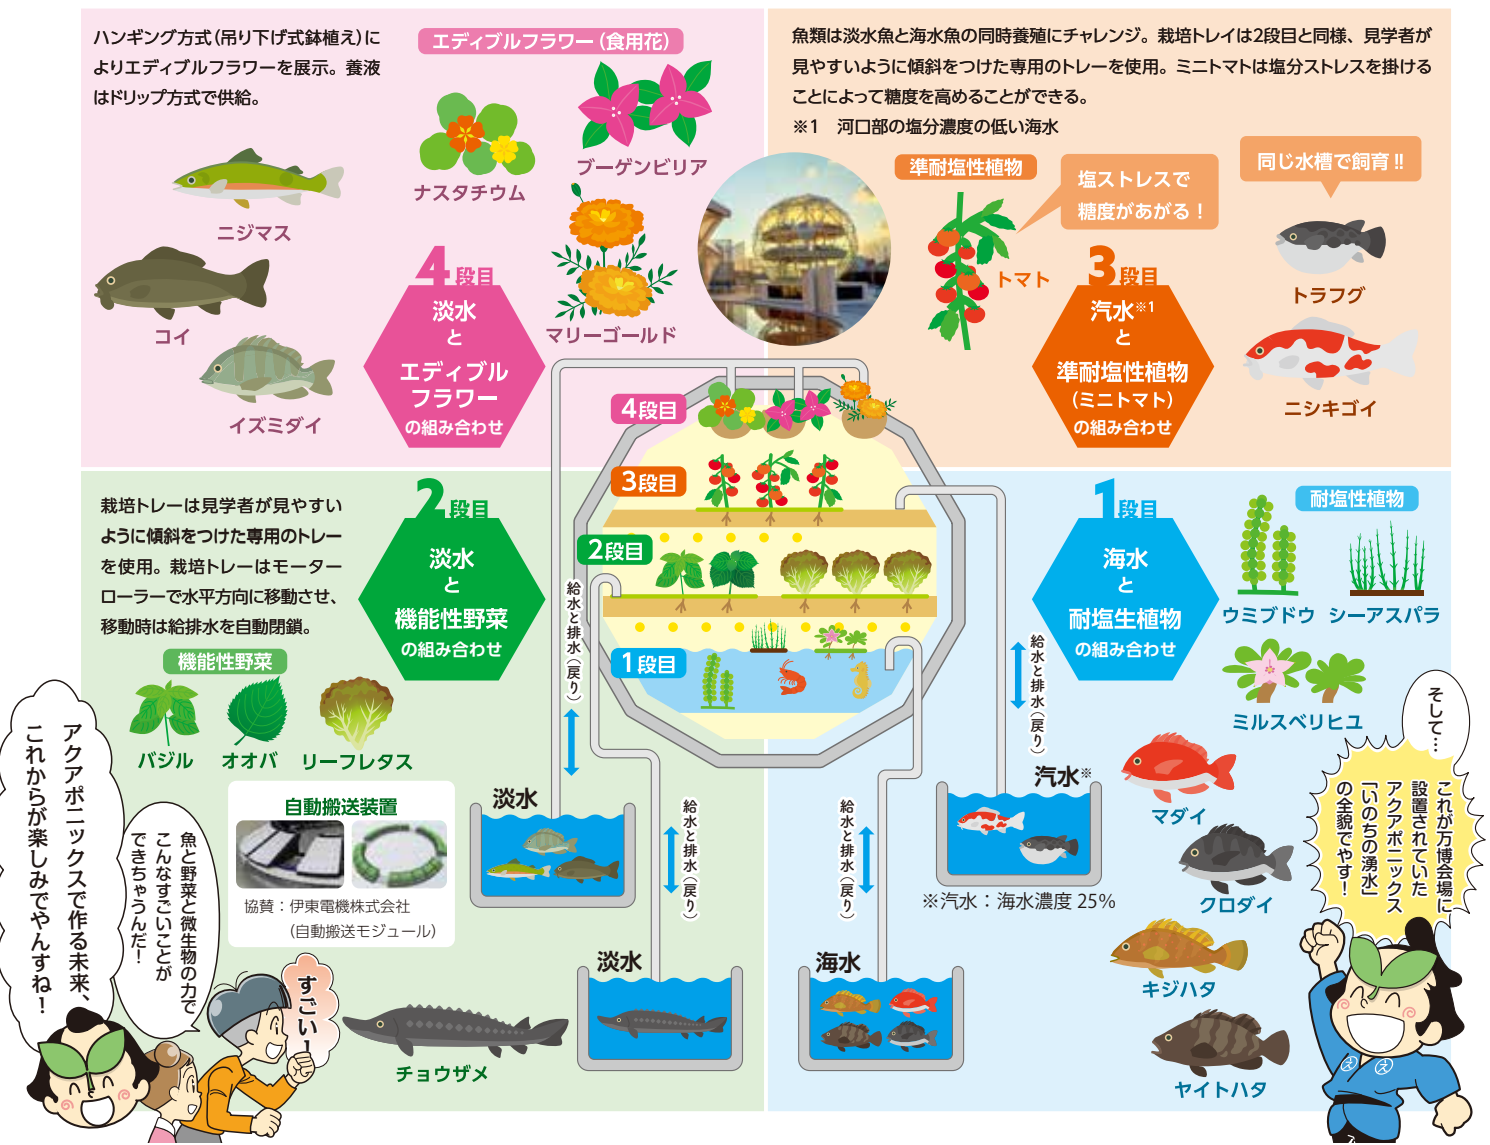 ハンギング方式(吊り下げ式鉢植え)に
よりエディブルフラワーを展示。養液
はドリップ方式で供給。
エディブルフラワー(食用花)
ナスタチウム
ブーゲンビリア
マリーゴールド
ニジマス
コイ
イズミダイ
4段目
淡水
と
エディブル
フラワー
の組み合わせ
魚類は淡水魚と海水魚の同時養殖にチャレンジ。栽培トレイは2段目と同様、見学者が
見やすいように傾斜をつけた専用のトレーを使用。ミニトマトは塩分ストレスを掛ける
ことによって糖度を高めることができる。
※1　河口部の塩分濃度の低い海水
準耐塩性植物
塩ストレスで
糖度があがる！
同じ水槽で飼育!!
トマト
トラフグ
ニシキゴイ
3段目
汽水※1
と
準耐塩性植物
(ミニトマト)
の組み合わせ
4段目
3段目
2段目
1段目
栽培トレーは見学者が見やすい
ように傾斜をつけた専用のトレー
を使用。栽培トレーはモーター
ローラーで水平方向に移動させ、
移動時は給排水を自動閉鎖。
機能性野菜
バジル
オオバ
リーフレタス
2段目
淡水
と
機能性野菜
の組み合わせ
自動搬送装置
協賛：伊東電機株式会社
(自動搬送モジュール)
給水と排水(戻り)
淡水
給水と排水(戻り)
淡水
チョウザメ
1段目
海水
と
耐塩生植物
の組み合わせ
耐塩性植物
ウミブドウ
シーアスパラ
ミルスベリヒユ
給水と排水(戻り)
汽水※
※汽水：海水濃度 25%
給水と排水(戻り)
海水
マダイ
クロダイ
キジハタ
ヤイトハタ
そして…
これが万博会場に
設置されていた
アクアポニックス
「いのちの湧水」
の全貌でやす！
すごい！
魚と野菜と微生物の力で
こんなすごいことが
できちゃうんだ！
アクアポニックスで作る未来、
これからが楽しみでやんすね！
え
え